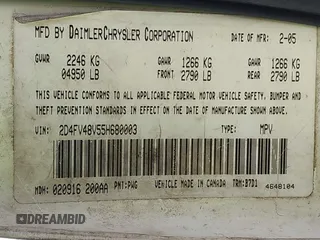 MFD BY DAIMLERCHRYSLER CORPORATION DATE OF MFR 2-05
GVWR 2246 KG GAWR 1266 KG GAWR 1266 KG
04950 LB FRONT 2790 LB REAR 2790 LB
THIS VEHICLE CONFORMS TO ALL APPLICABLE FEDERAL MOTOR VEHICLE SAFETY, BUMPER AND
THEFT PREVENTION STANDARDS IN EFFECT ON THE DATE OF MANUFACTURE SHOWN ABOVE
VIN: 2D4FV48V55H680003 TYPE: MPV
MDH: 020916 200AA PNT: PWG VEHICLE MADE IN CANADA TRM: B7D1
4648104
DREAMBID